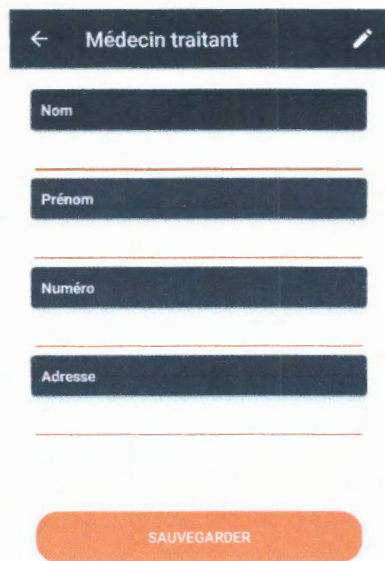 Médecin traitant
Nom
Prénom
Numéro
Adresse
SAUVEGARDER